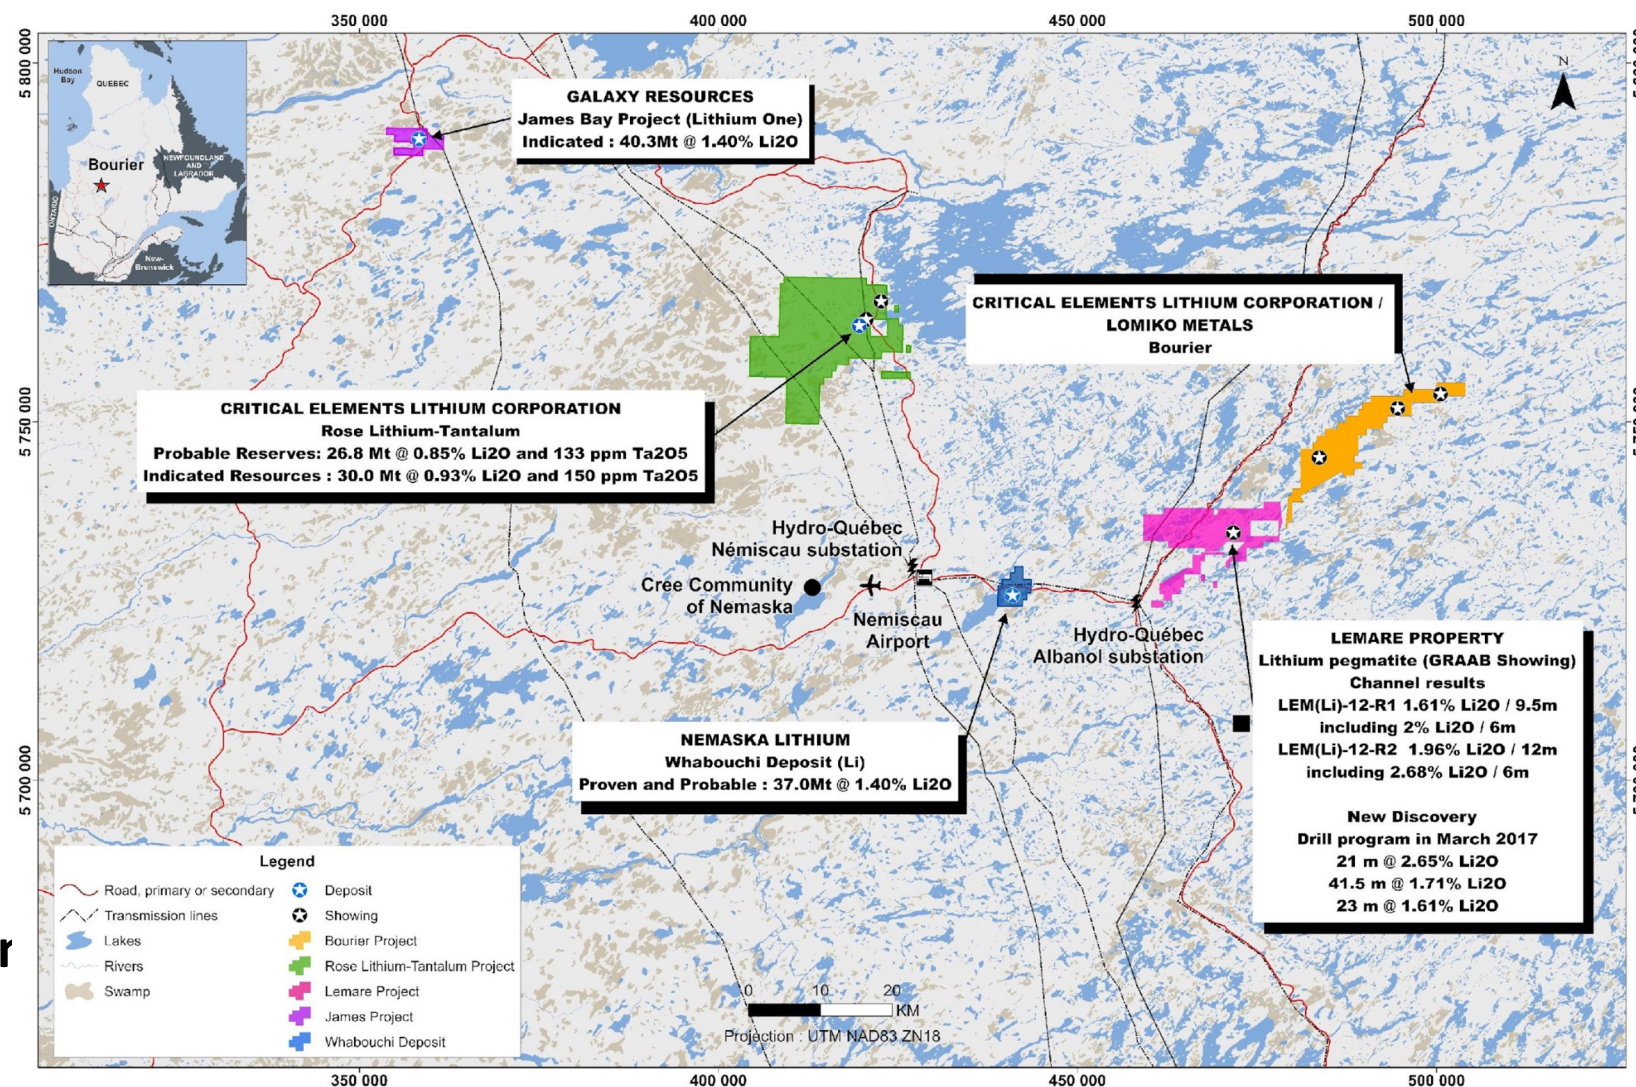 350 000
400 000
450 000
500 000
5 800 000
Hudson
Bay
QUEBEC
Bourier
NEWFOUNDLAND
AND
LABRADOR
ONTARIO
New-
Brunswick
N
GALAXY RESOURCES
James Bay Project (Lithium One)
Indicated : 40.3Mt @ 1.40% Li2O
CRITICAL ELEMENTS LITHIUM CORPORATION /
LOMIKO METALS
Bourier
5 750 000
CRITICAL ELEMENTS LITHIUM CORPORATION
Rose Lithium-Tantalum
Probable Reserves: 26.8 Mt @ 0.85% Li2O and 133 ppm Ta2O5
Indicated Resources : 30.0 Mt @ 0.93% Li2O and 150 ppm Ta2O5
Hydro-Québec
Némiscau substation
Cree Community
of Nemaska
Nemiscau
Airport
Hydro-Québec
Albanol substation
LEMARE PROPERTY
Lithium pegmatite (GRAAB Showing)
Channel results
LEM(Li)-12-R1 1.61% Li2O / 9.5m
including 2% Li2O / 6m
LEM(Li)-12-R2 1.96% Li2O / 12m
including 2.68% Li2O / 6m
New Discovery
Drill program in March 2017
21 m @ 2.65% Li2O
41.5 m @ 1.71% Li2O
23 m @ 1.61% Li2O
NEMASKA LITHIUM
Whabouchi Deposit (Li)
Proven and Probable : 37.0Mt @ 1.40% Li2O
5 700 000
Legend
Road, primary or secondary
Transmission lines
Lakes
Rivers
Swamp
Deposit
Showing
Bourier Project
Rose Lithium-Tantalum Project
Lemare Project
James Project
Whabouchi Deposit
0 10 20
KM
Projection : UTM NAD83 ZN18
350 000
400 000
450 000
500 000